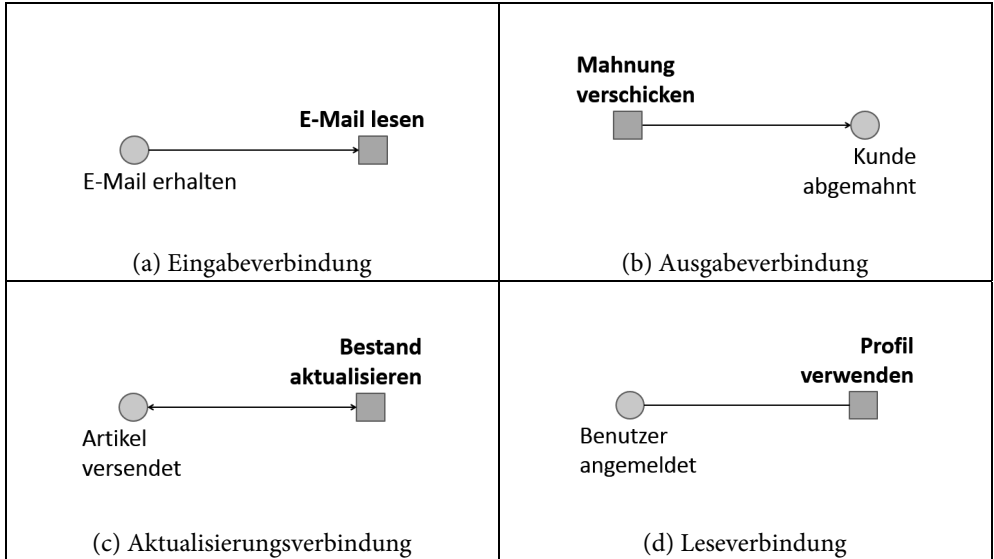 E-Mail lesen
E-Mail erhalten
(a) Eingabeverbindung
Mahnung
verschicken
Kunde
abgemahnt
(b) Ausgabeverbindung
Bestand
aktualisieren
Artikel
versendet
(c) Aktualisierungsverbindung
Profil
verwenden
Benutzer
angemeldet
(d) Leseverbindung